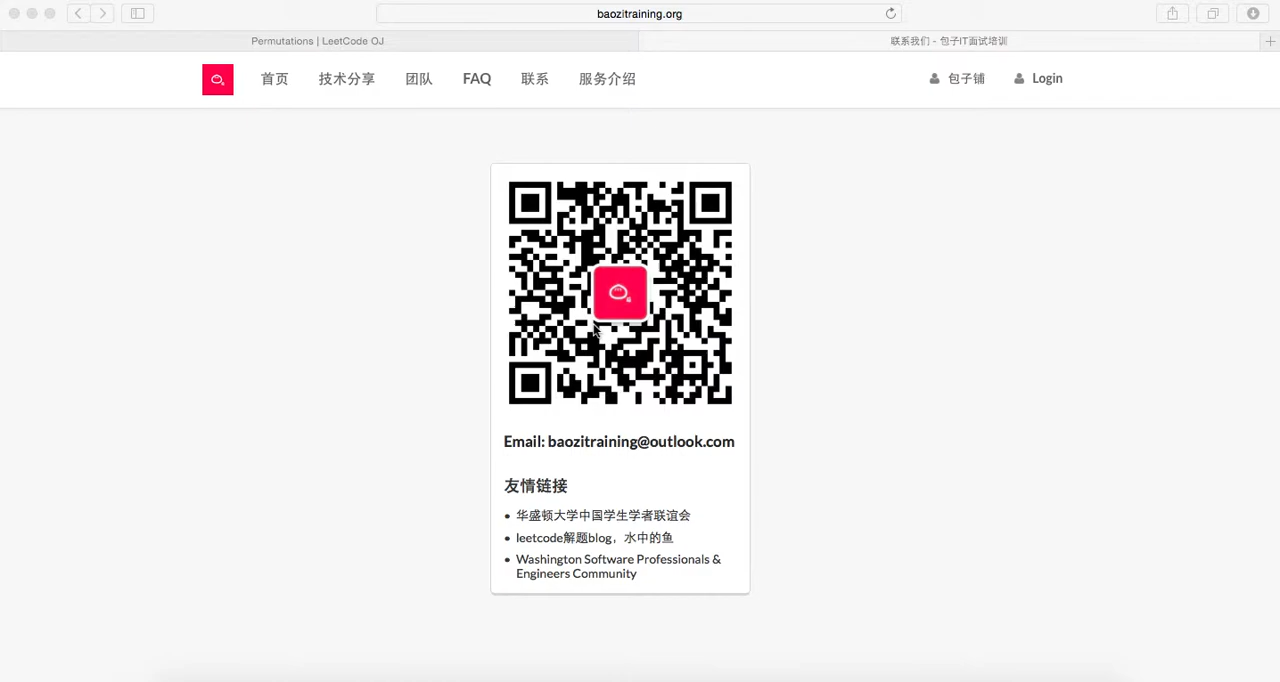 baozitraining.org
Permutations | LeetCode OJ
联系我们 - 包子IT面试培训
首页 技术分享 团队 FAQ 联系 服务介绍 包子铺 Login
Email: baozitraining@outlook.com
友情链接
• 华盛顿大学中国学生学者联谊会
• leetcode解题blog，水中的鱼
• Washington Software Professionals &
Engineers Community